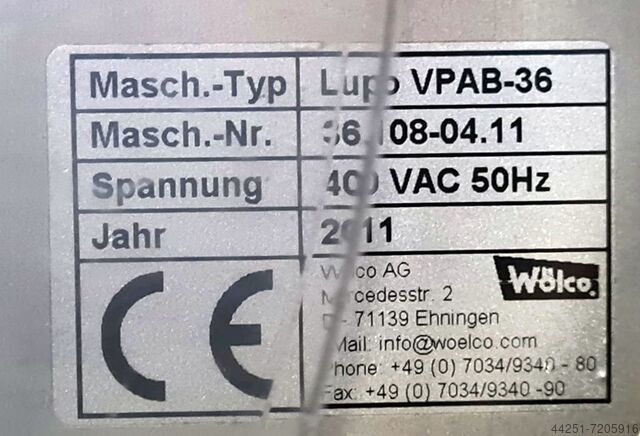 Masch.-Typ Lupo VPAB-36
Masch.-Nr. 36.108-04.11
Spannung 400 VAC 50Hz
Jahr 2011
CE
Wölco AG
Mercedesstr. 2
D - 71139 Ehningen
Mail: info@woelco.com
Phone: +49 (0) 7034/9340 - 80
Fax: +49 (0) 7034/9340 -90
Wölco
44251-7205916